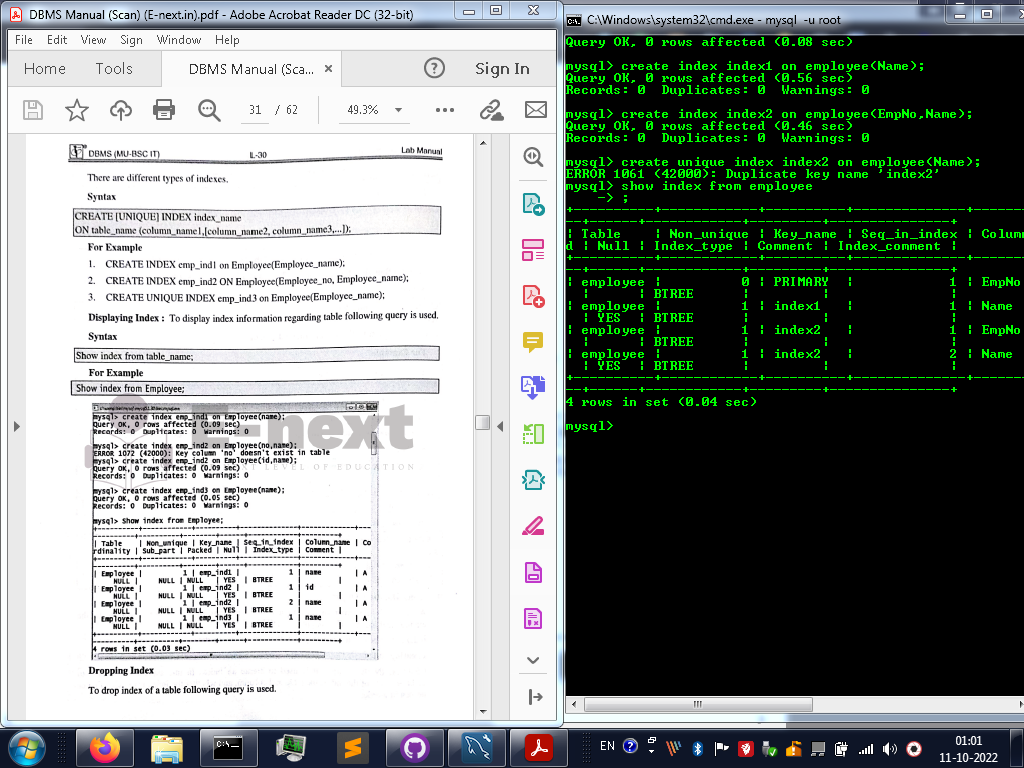 DBMS Manual (Scan) (E-next.in).pdf - Adobe Acrobat Reader DC (32-bit)
File Edit View Sign Window Help
Home Tools DBMS Manual (Sca... × ? Sign In
31 / 62 49.3%
DBMS (MU-BSC IT) IL-30 Lab Manual
There are different types of indexes.
Syntax
CREATE [UNIQUE] INDEX index_name
ON table_name (column_name1,[column_name2, column_name3,...]);
For Example
1. CREATE INDEX emp_ind1 on Employee(Employee_name);
2. CREATE INDEX emp_ind2 ON Employee(Employee_no, Employee_name);
3. CREATE UNIQUE INDEX emp_ind3 on Employee(Employee_name);
Displaying Index : To display index information regarding table following query is used.
Syntax
Show index from table_name;
For Example
Show index from Employee;
E-next
NEXT LEVEL OF EDUCATION
mysql> create index emp_ind1 on Employee(name);
Query OK, 0 rows affected (0.09 sec)
Records: 0 Duplicates: 0 Warnings: 0
mysql> create index emp_ind2 on Employee(no,name);
ERROR 1072 (42000): Key column 'no' doesn't exist in table
mysql> create index emp_ind2 on Employee(id,name);
Query OK, 0 rows affected (0.09 sec)
Records: 0 Duplicates: 0 Warnings: 0
mysql> create index emp_ind3 on Employee(name);
Query OK, 0 rows affected (0.05 sec)
Records: 0 Duplicates: 0 Warnings: 0
mysql> Show index from Employee;
| Table | Non_unique | Key_name | Seq_in_index | Column_name | Co
rdinality | Sub_part | Packed | Null | Index_type | Comment |
| Employee | 1 | emp_ind1 | 1 | name | A
NULL | NULL | NULL | YES | BTREE | |
| Employee | 1 | emp_ind2 | 1 | id | A
NULL | NULL | NULL | YES | BTREE | |
| Employee | 1 | emp_ind2 | 2 | name | A
NULL | NULL | NULL | YES | BTREE | |
| Employee | 1 | emp_ind3 | 1 | name | A
NULL | NULL | NULL | YES | BTREE | |
4 rows in set (0.03 sec)
Dropping Index
To drop index of a table following query is used.
C:\Windows\system32\cmd.exe - mysql -u root
Query OK, 0 rows affected (0.08 sec)
mysql> create index index1 on employee(Name);
Query OK, 0 rows affected (0.56 sec)
Records: 0 Duplicates: 0 Warnings: 0
mysql> create index index2 on employee(EmpNo,Name);
Query OK, 0 rows affected (0.46 sec)
Records: 0 Duplicates: 0 Warnings: 0
mysql> create unique index index2 on employee(Name);
ERROR 1061 (42000): Duplicate key name 'index2'
mysql> show index from employee
-> ;
| Table | Non_unique | Key_name | Seq_in_index | Colum
d | Null | Index_type | Comment | Index_comment |
| employee | 0 | PRIMARY | 1 | EmpNo
| | BTREE | | |
| employee | 1 | index1 | 1 | Name
| YES | BTREE | | |
| employee | 1 | index2 | 1 | EmpNo
| | BTREE | | |
| employee | 1 | index2 | 2 | Name
| YES | BTREE | | |
4 rows in set (0.04 sec)
mysql>
EN 01:01
11-10-2022